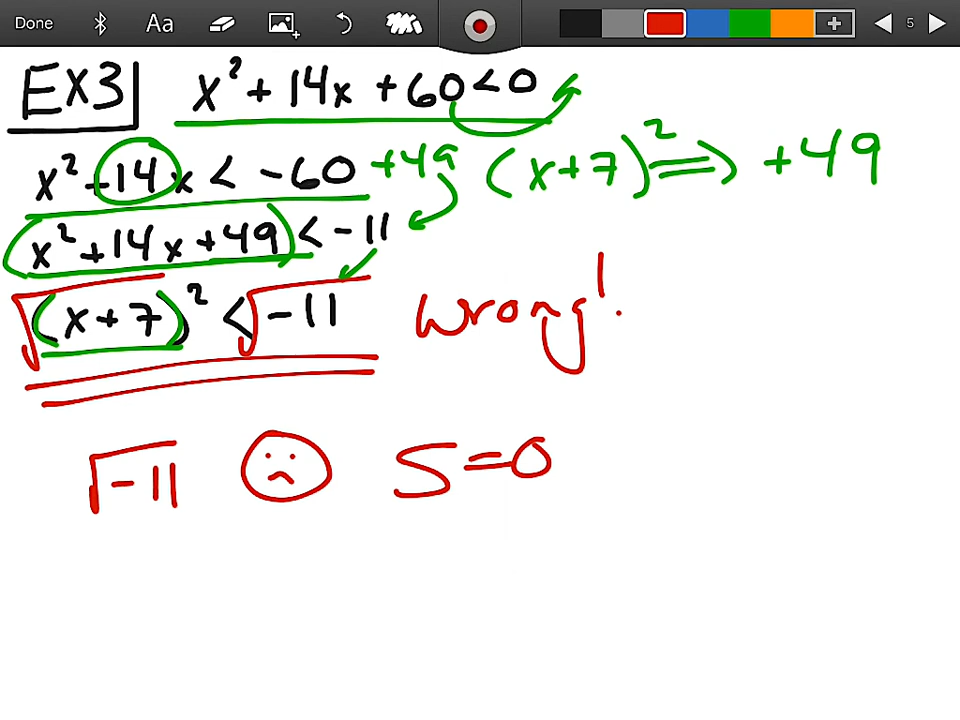 Done Aa 5
EX3 x² + 14x + 60 < 0
x² + 14x < -60 +49 (x+7)² ⟹ +49
(x² + 14x + 49) < -11
√(x+7)² < √-11 wrong!
√-11 S=0